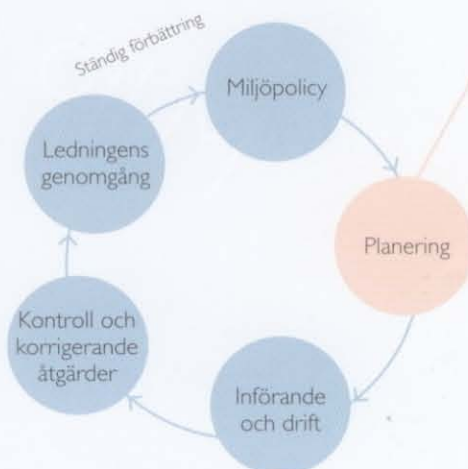 Ständig förbättring
Miljöpolicy
Planering
Införande
och drift
Kontroll och
korrigerande
åtgärder
Ledningens
genomgång